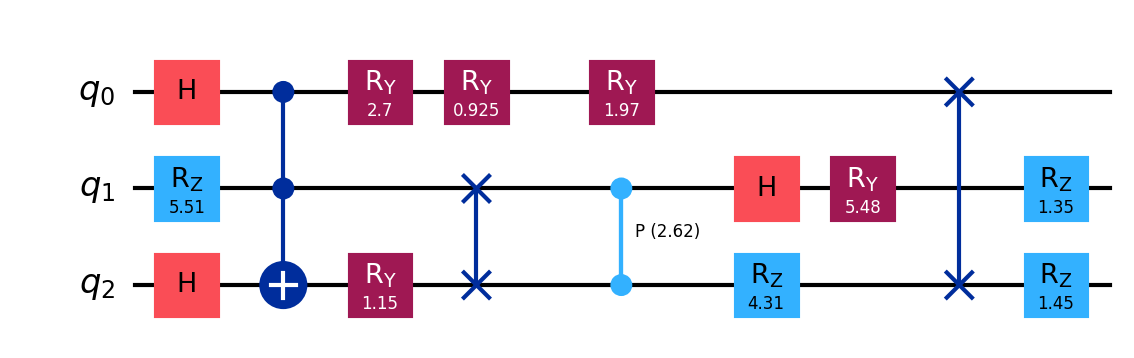 q0 H RY 2.7 RY 0.925 RY 1.97
q1 RZ 5.51 H RY 5.48 RZ 1.35
P (2.62)
q2 H RY 1.15 RZ 4.31 RZ 1.45